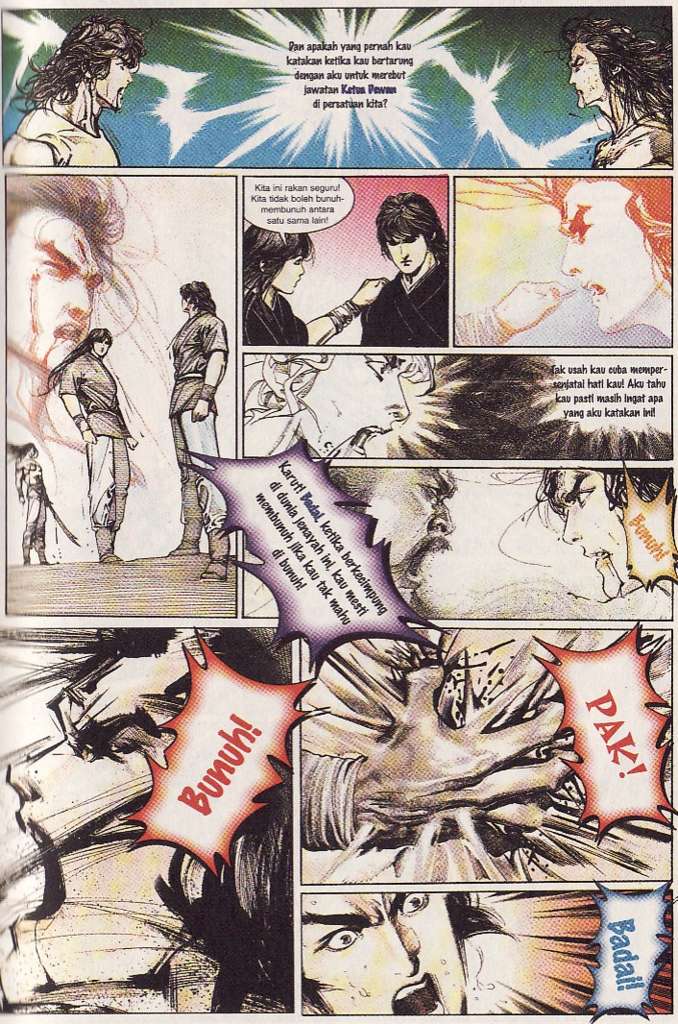 Dan apakah yang pernah kau
katakan ketika kau bertarung
dengan aku untuk merebut
jawatan Ketua Dewan
di persatuan kita?
Kita ini rakan seguru!
Kita tidak boleh bunuh-
membunuh antara
satu sama lain!
Tak usah kau cuba memper-
senjatai hati kau! Aku tahu
kau pasti masih ingat apa
yang aku katakan ini!
Karut! Badai, ketika berkecimpung
di dunia jenayah ini, kau mesti
membunuh jika kau tak mahu
di bunuh!
Bunuh!
Bunuh!
PAK!
Badai!